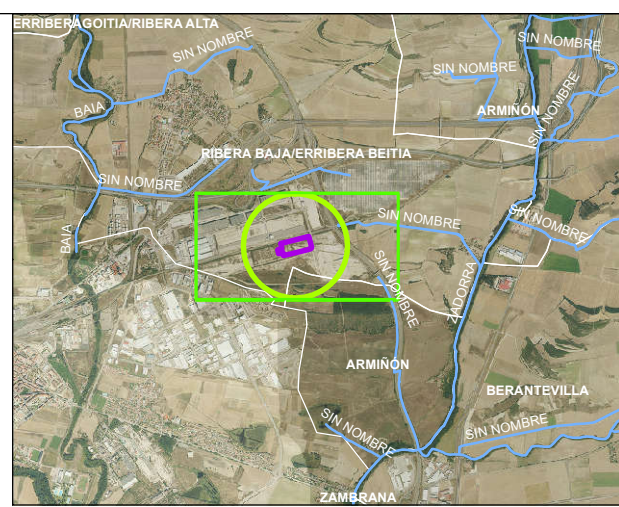 ERRIBERAGOITIA/RIBERA ALTA
SIN NOMBRE
SIN NOMBRE
SIN NOMBRE
BAIA
ARMIÑÓN
SIN NOMBRE
RIBERA BAJA/ERRIBERA BEITIA
SIN NOMBRE
SIN NOMBRE
SIN NOMBRE
BAIA
SIN NOMBRE
ZADORRA
ARMIÑÓN
BERANTEVILLA
SIN NOMBRE
SIN NOMBRE
ZAMBRANA